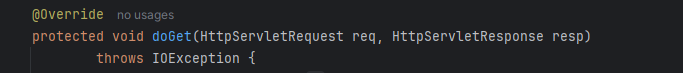 @Override no usages
protected void doGet(HttpServletRequest req, HttpServletResponse resp)
throws IOException {